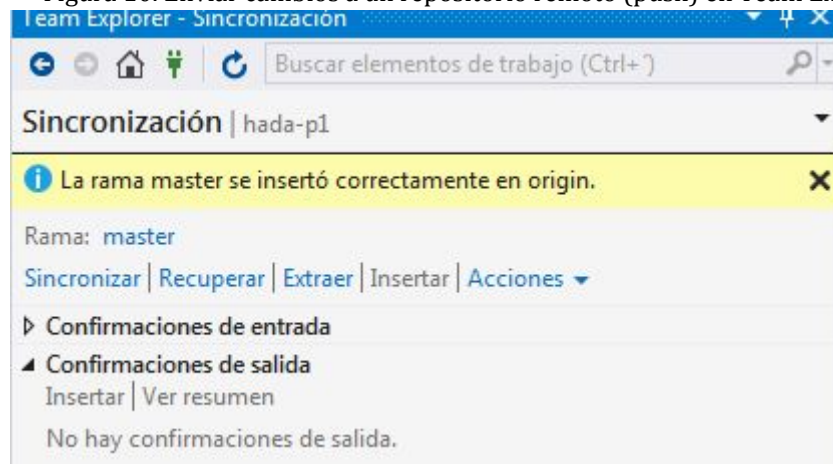 Team Explorer - Sincronización
Buscar elementos de trabajo (Ctrl+´)
Sincronización | hada-p1
La rama master se insertó correctamente en origin.
Rama: master
Sincronizar | Recuperar | Extraer | Insertar | Acciones
Confirmaciones de entrada
Confirmaciones de salida
Insertar | Ver resumen
No hay confirmaciones de salida.